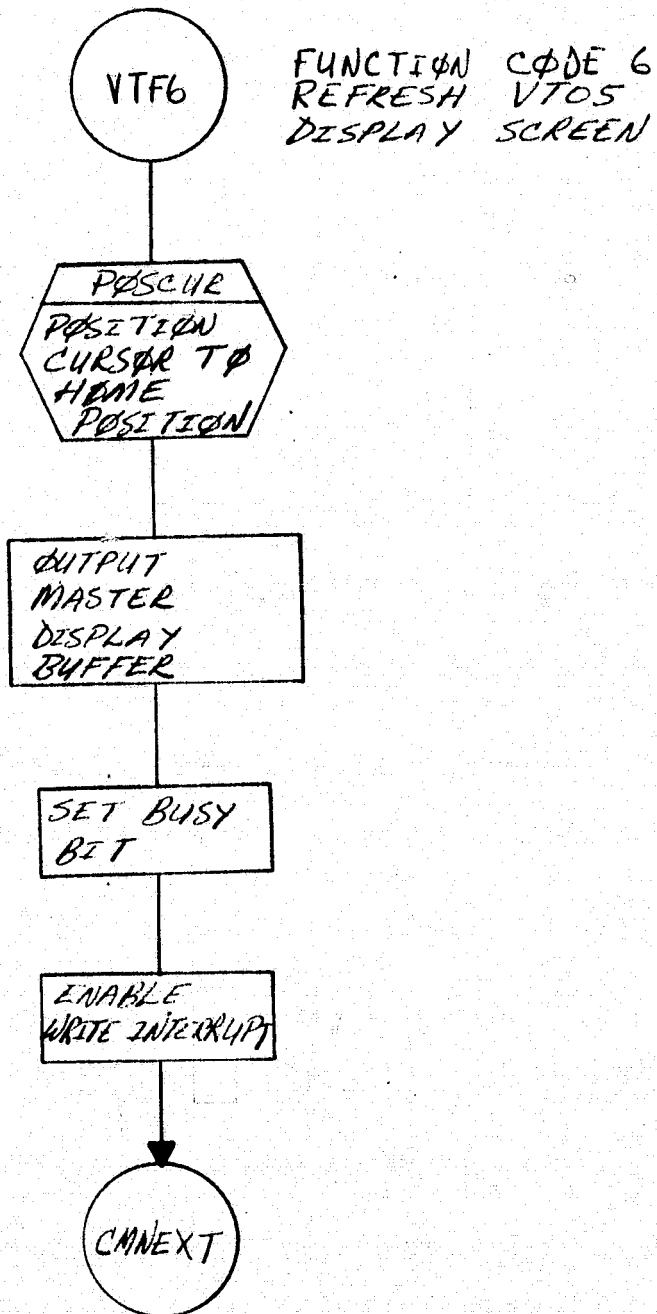 VTF6
FUNCTIØN CØDE 6
REFRESH VT05
DISPLAY SCREEN
PØSCUR
PØSITIØN
CURSØR TØ
HØME
PØSITIØN
ØUTPUT
MASTER
DISPLAY
BUFFER
SET BUSY
BIT
ENABLE
WRITE INTERRUPT
CMNEXT